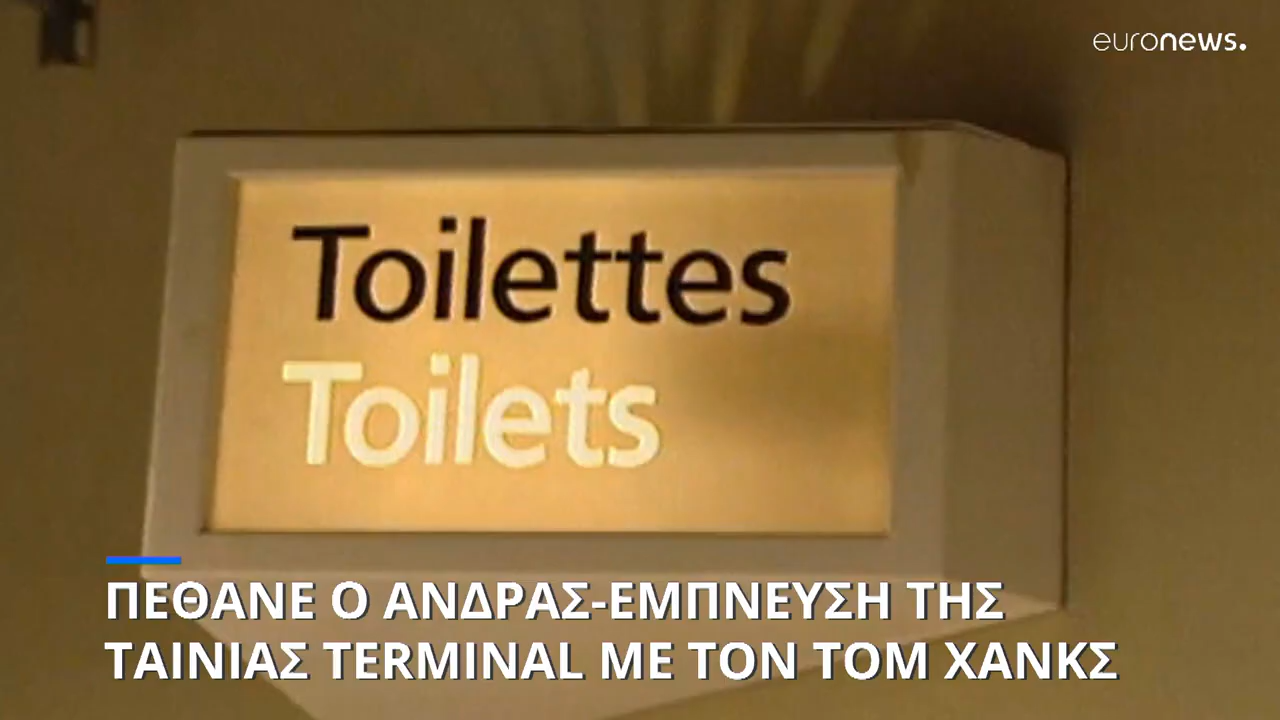 euronews.
Toilettes
Toilets
ΠΕΘΑΝΕ Ο ΑΝΔΡΑΣ-ΕΜΠΝΕΥΣΗ ΤΗΣ
ΤΑΙΝΙΑΣ TERMINAL ΜΕ ΤΟΝ ΤΟΜ ΧΑΝΚΣ